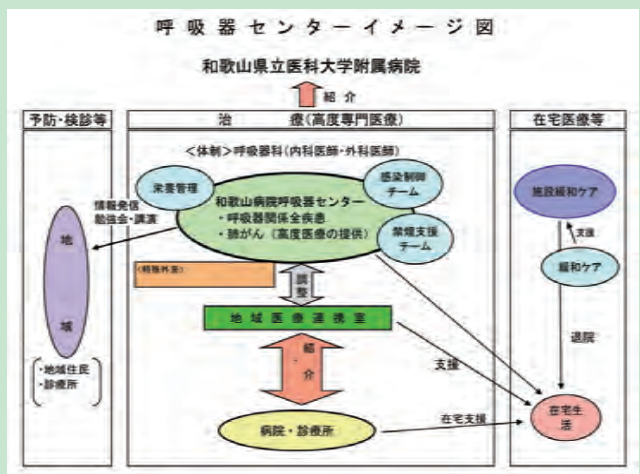 呼吸器センターイメージ図
和歌山県立医科大学附属病院
紹介
予防・検診等
治 療(高度専門医療)
在宅医療等
<体制>呼吸器科(内科医師・外科医師)
栄養管理
感染制御
チーム
情報発信
勉強会・講演
和歌山病院呼吸器センター
・呼吸器関係全疾患
・肺がん(高度医療の提供)
禁煙支援
チーム
施設緩和ケア
支援
緩和ケア
地
域
<特殊外来>
調整
地域医療連携室
退院
・地域住民
・診療所
紹
介
支援
病院・診療所
在宅支援
在宅生
活